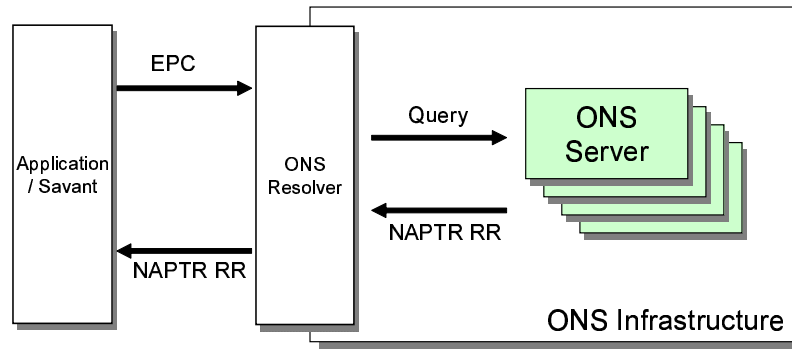 EPC
Application
/ Savant
NAPTR RR
ONS
Resolver
Query
NAPTR RR
ONS
Server
ONS Infrastructure